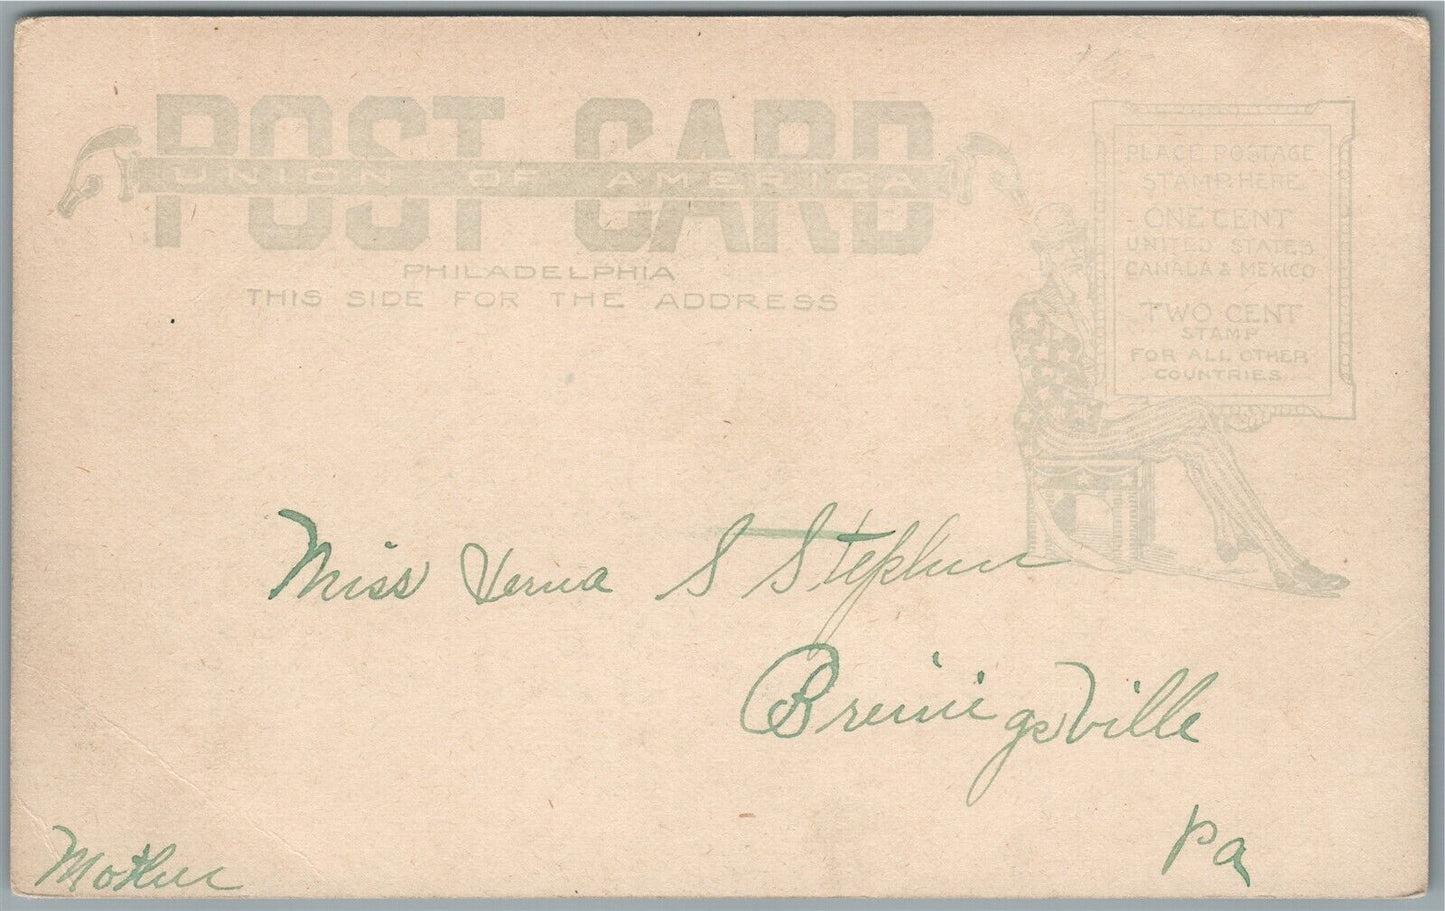 POST CARD
UNION OF AMERICA
PHILADELPHIA
THIS SIDE FOR THE ADDRESS
PLACE POSTAGE
STAMP HERE
ONE CENT
UNITED STATES
CANADA & MEXICO
TWO CENT
STAMP
FOR ALL OTHER
COUNTRIES
Miss Verna S Stephen
Breinigsville
Pa
Mother